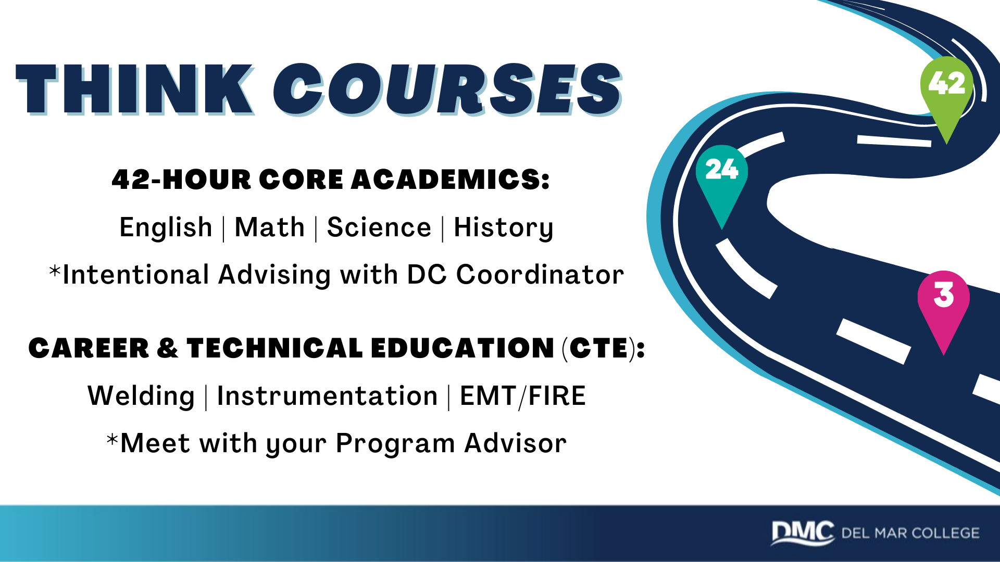 THINK COURSES
42-HOUR CORE ACADEMICS:
English | Math | Science | History
*Intentional Advising with DC Coordinator
CAREER & TECHNICAL EDUCATION (CTE):
Welding | Instrumentation | EMT/FIRE
*Meet with your Program Advisor
42
24
3
DMC DEL MAR COLLEGE